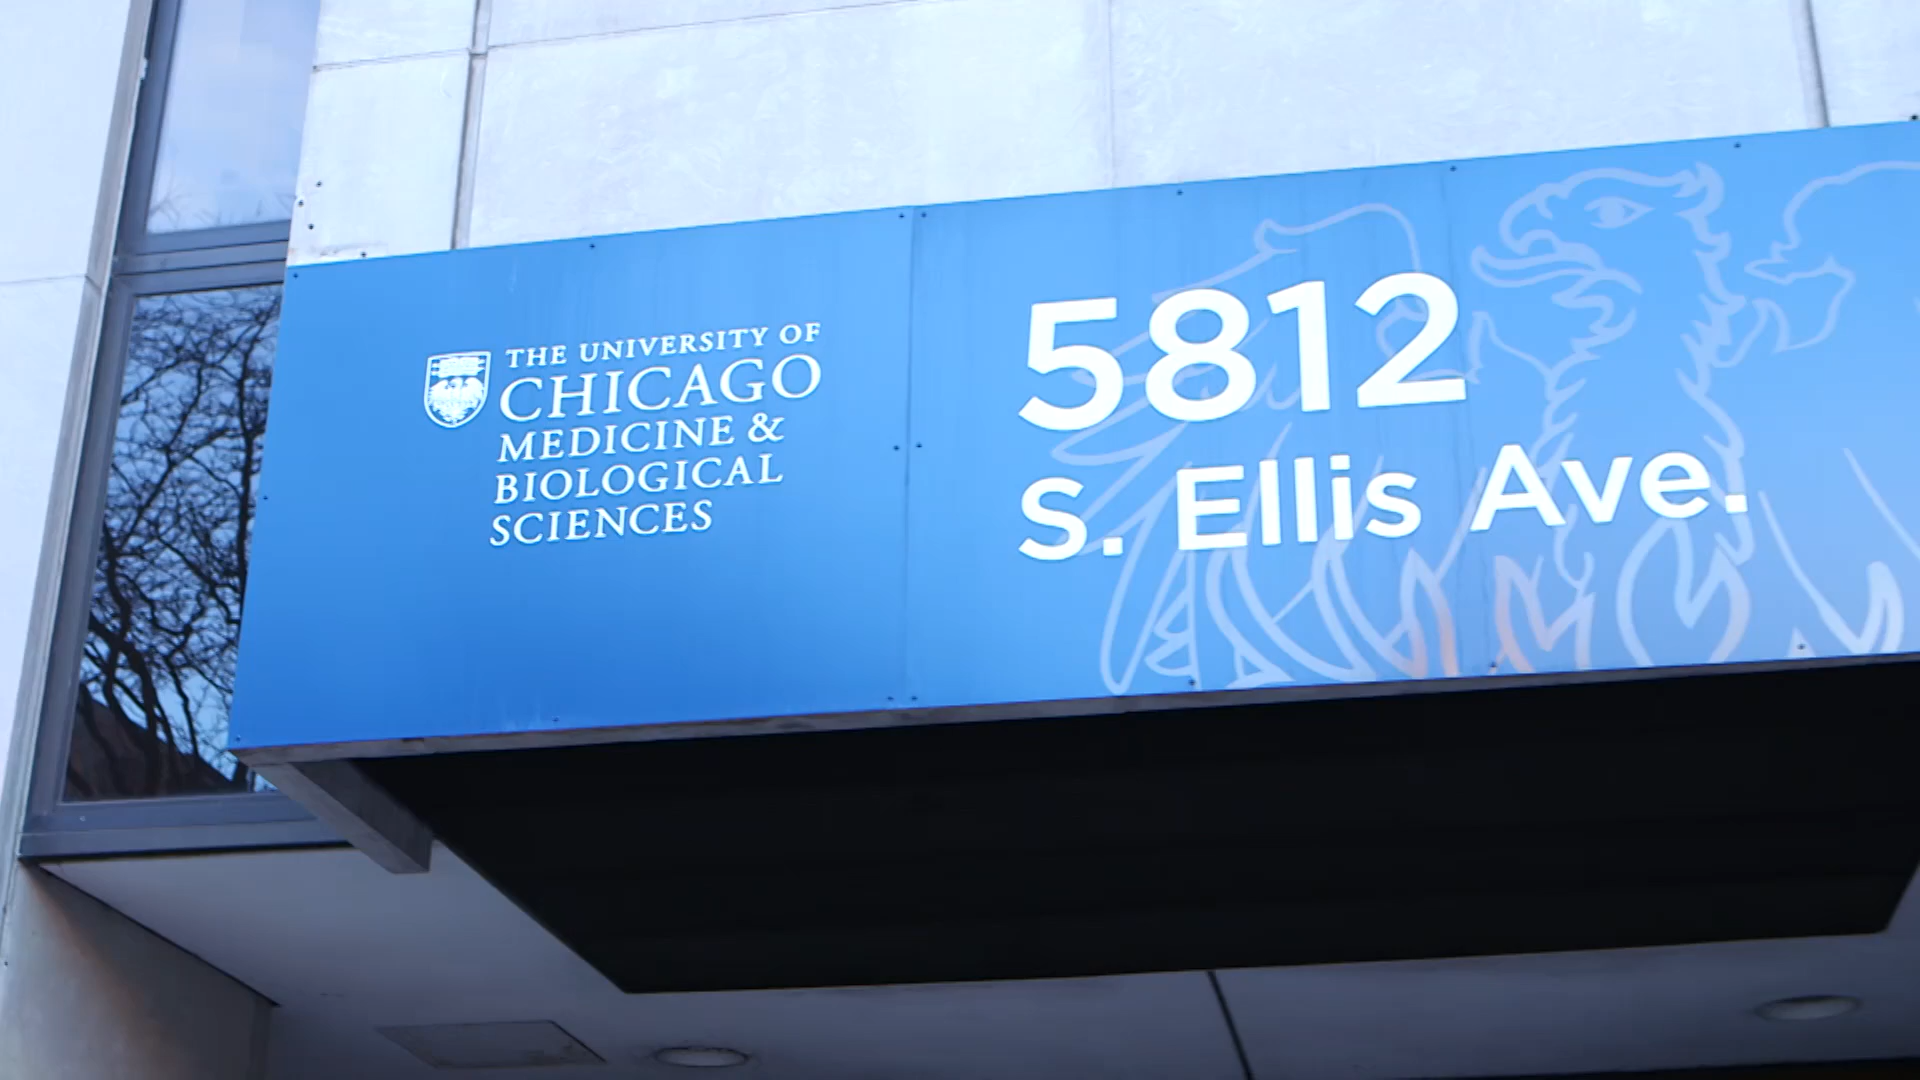 THE UNIVERSITY OF
CHICAGO
MEDICINE &
BIOLOGICAL
SCIENCES
5812
S. Ellis Ave.